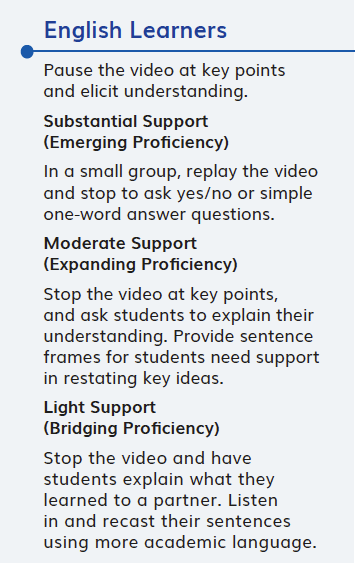 English Learners
Pause the video at key points
and elicit understanding.
Substantial Support
(Emerging Proficiency)
In a small group, replay the video
and stop to ask yes/no or simple
one-word answer questions.
Moderate Support
(Expanding Proficiency)
Stop the video at key points,
and ask students to explain their
understanding. Provide sentence
frames for students need support
in restating key ideas.
Light Support
(Bridging Proficiency)
Stop the video and have
students explain what they
learned to a partner. Listen
in and recast their sentences
using more academic language.